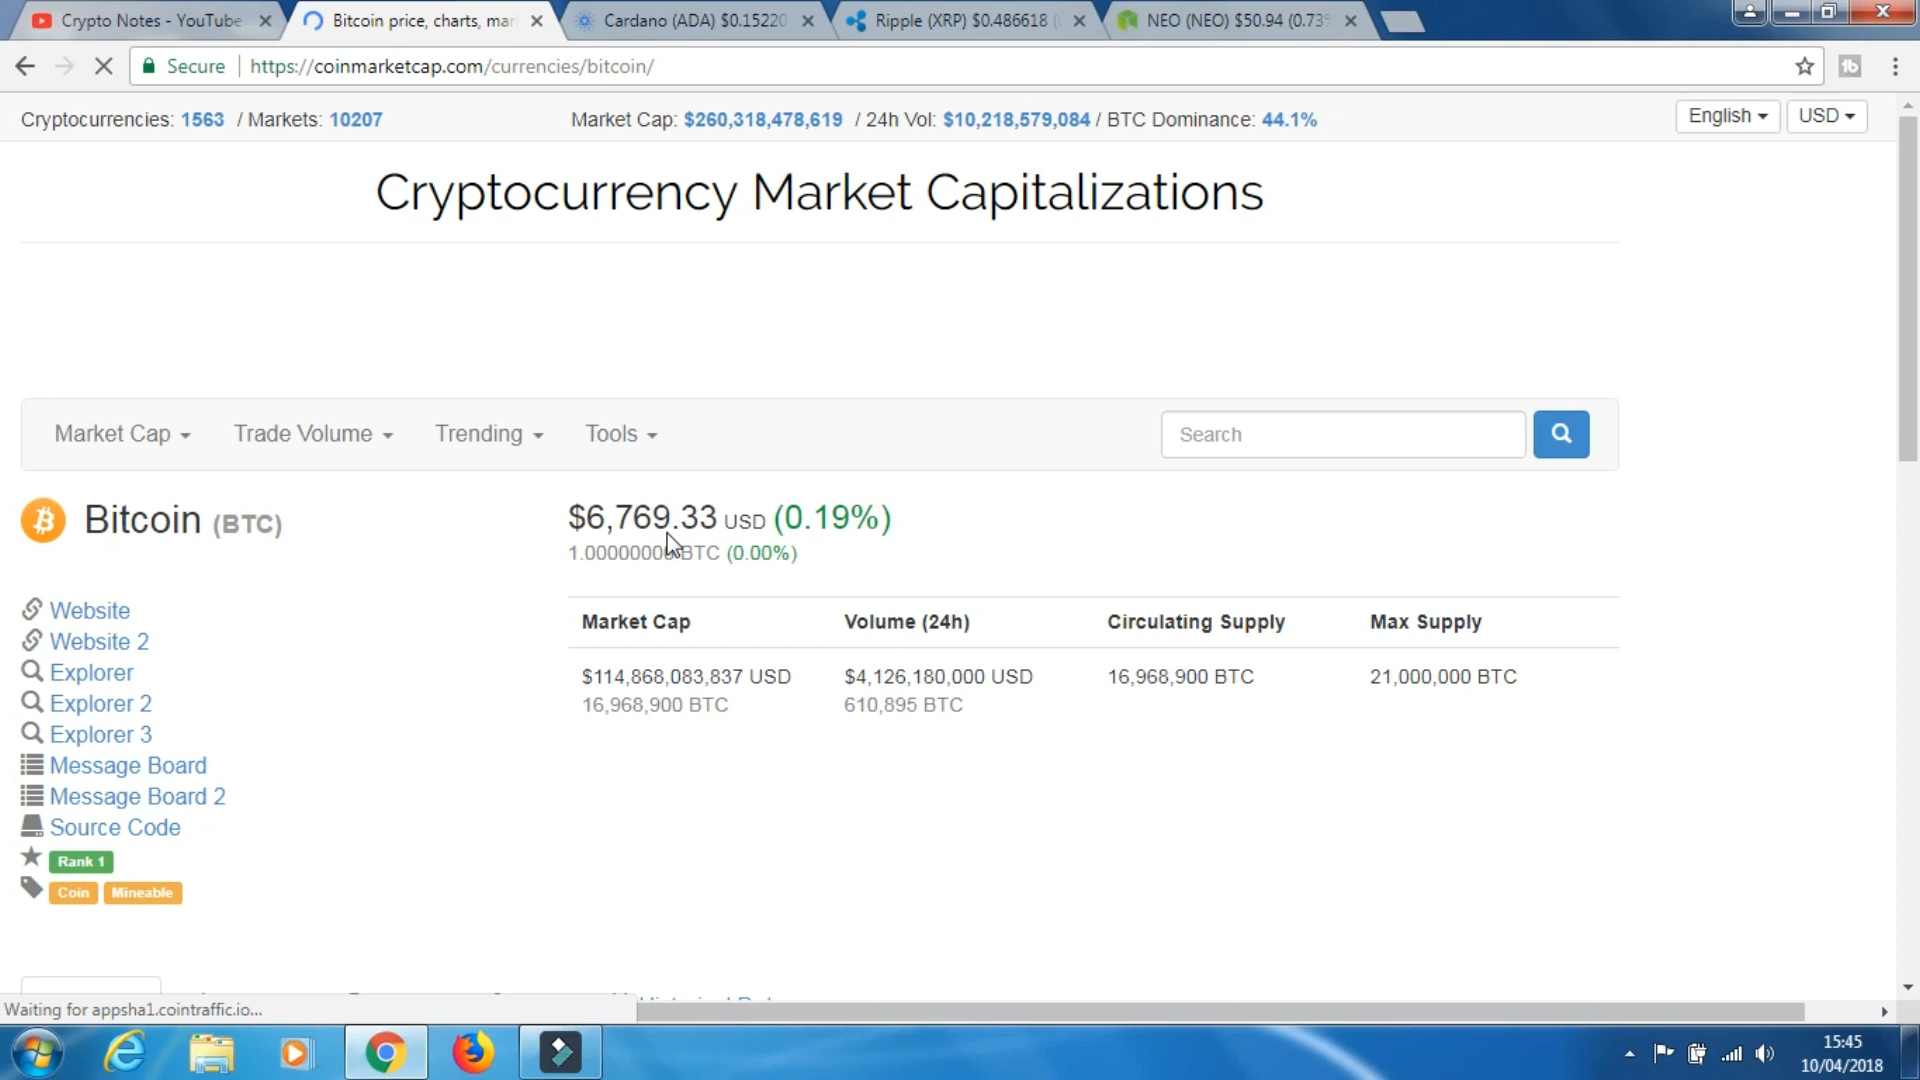 Crypto Notes - YouTube
Bitcoin price, charts, mar
Cardano (ADA) $0.15220
Ripple (XRP) $0.486618 (
NEO (NEO) $50.94 (0.73%
Secure
https://coinmarketcap.com/currencies/bitcoin/
Cryptocurrencies: 1563 / Markets: 10207
Market Cap: $260,318,478,619 / 24h Vol: $10,218,579,084 / BTC Dominance: 44.1%
English
USD
Cryptocurrency Market Capitalizations
Market Cap
Trade Volume
Trending
Tools
Search
Bitcoin (BTC)
$6,769.33 USD (0.19%)
1.00000000 BTC (0.00%)
Website
Website 2
Explorer
Explorer 2
Explorer 3
Message Board
Message Board 2
Source Code
Rank 1
Coin Mineable
Market Cap
Volume (24h)
Circulating Supply
Max Supply
$114,868,083,837 USD
$4,126,180,000 USD
16,968,900 BTC
21,000,000 BTC
16,968,900 BTC
610,895 BTC
Waiting for appsha1.cointraffic.io...
15:45
10/04/2018